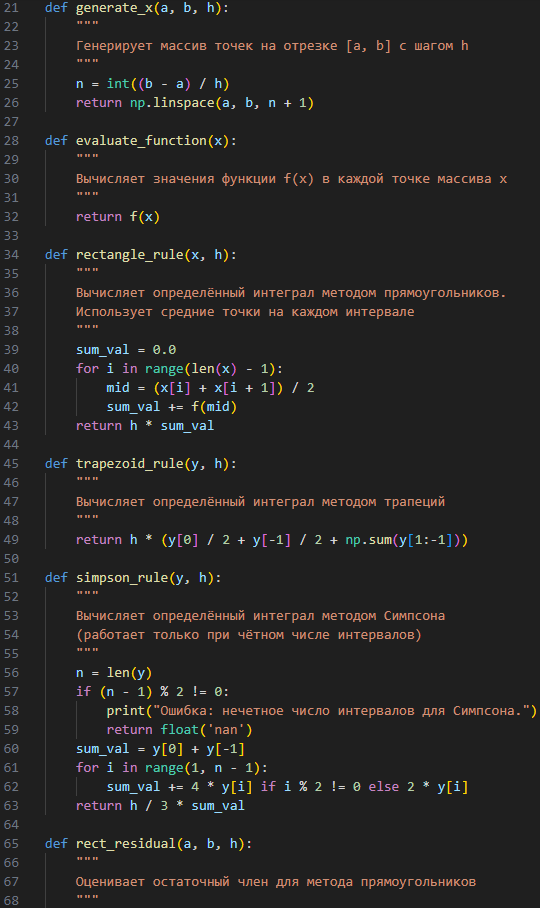 21 def generate_x(a, b, h):
22     """
23     Генерирует массив точек на отрезке [a, b] с шагом h
24     """
25     n = int((b - a) / h)
26     return np.linspace(a, b, n + 1)
27
28 def evaluate_function(x):
29     """
30     Вычисляет значения функции f(x) в каждой точке массива x
31     """
32     return f(x)
33
34 def rectangle_rule(x, h):
35     """
36     Вычисляет определённый интеграл методом прямоугольников.
37     Использует средние точки на каждом интервале
38     """
39     sum_val = 0.0
40     for i in range(len(x) - 1):
41         mid = (x[i] + x[i + 1]) / 2
42         sum_val += f(mid)
43     return h * sum_val
44
45 def trapezoid_rule(y, h):
46     """
47     Вычисляет определённый интеграл методом трапеций
48     """
49     return h * (y[0] / 2 + y[-1] / 2 + np.sum(y[1:-1]))
50
51 def simpson_rule(y, h):
52     """
53     Вычисляет определённый интеграл методом Симпсона
54     (работает только при чётном числе интервалов)
55     """
56     n = len(y)
57     if (n - 1) % 2 != 0:
58         print("Ошибка: нечетное число интервалов для Симпсона.")
59         return float('nan')
60     sum_val = y[0] + y[-1]
61     for i in range(1, n - 1):
62         sum_val += 4 * y[i] if i % 2 != 0 else 2 * y[i]
63     return h / 3 * sum_val
64
65 def rect_residual(a, b, h):
66     """
67     Оценивает остаточный член для метода прямоугольников
68     """